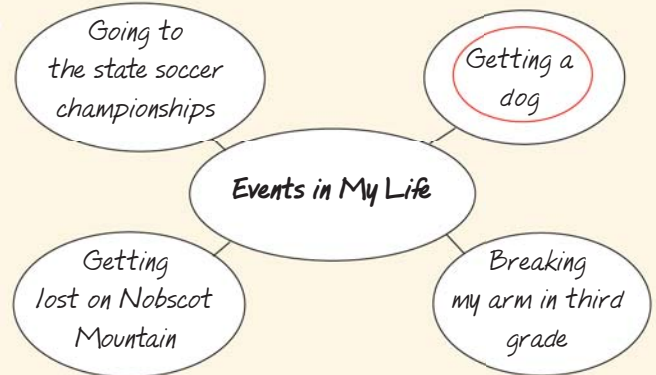 Going to
the state soccer
championships
Getting a
dog
Events in My Life
Getting
lost on Nobscot
Mountain
Breaking
my arm in third
grade